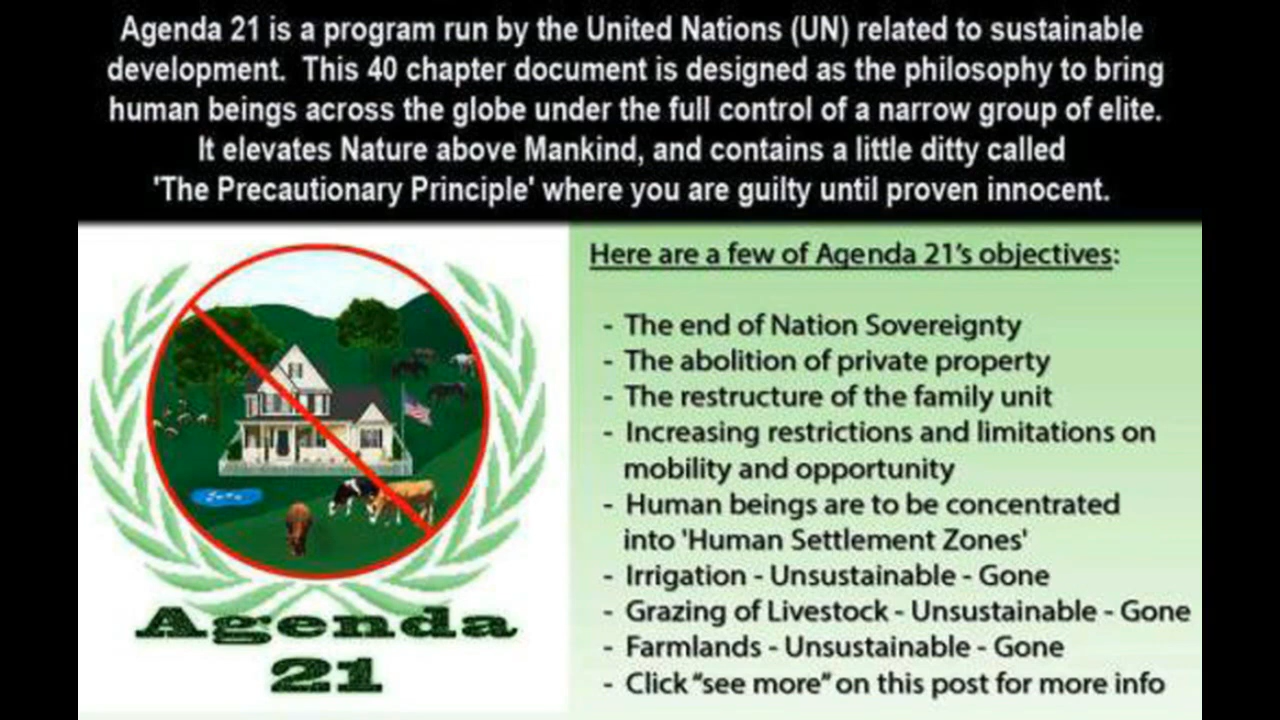 Agenda 21 is a program run by the United Nations (UN) related to sustainable
development.  This 40 chapter document is designed as the philosophy to bring
human beings across the globe under the full control of a narrow group of elite.
It elevates Nature above Mankind, and contains a little ditty called
'The Precautionary Principle' where you are guilty until proven innocent.
Agenda
21
Here are a few of Agenda 21's objectives:
- The end of Nation Sovereignty
- The abolition of private property
- The restructure of the family unit
- Increasing restrictions and limitations on
mobility and opportunity
- Human beings are to be concentrated
into 'Human Settlement Zones'
- Irrigation - Unsustainable - Gone
- Grazing of Livestock - Unsustainable - Gone
- Farmlands - Unsustainable - Gone
- Click “see more” on this post for more info